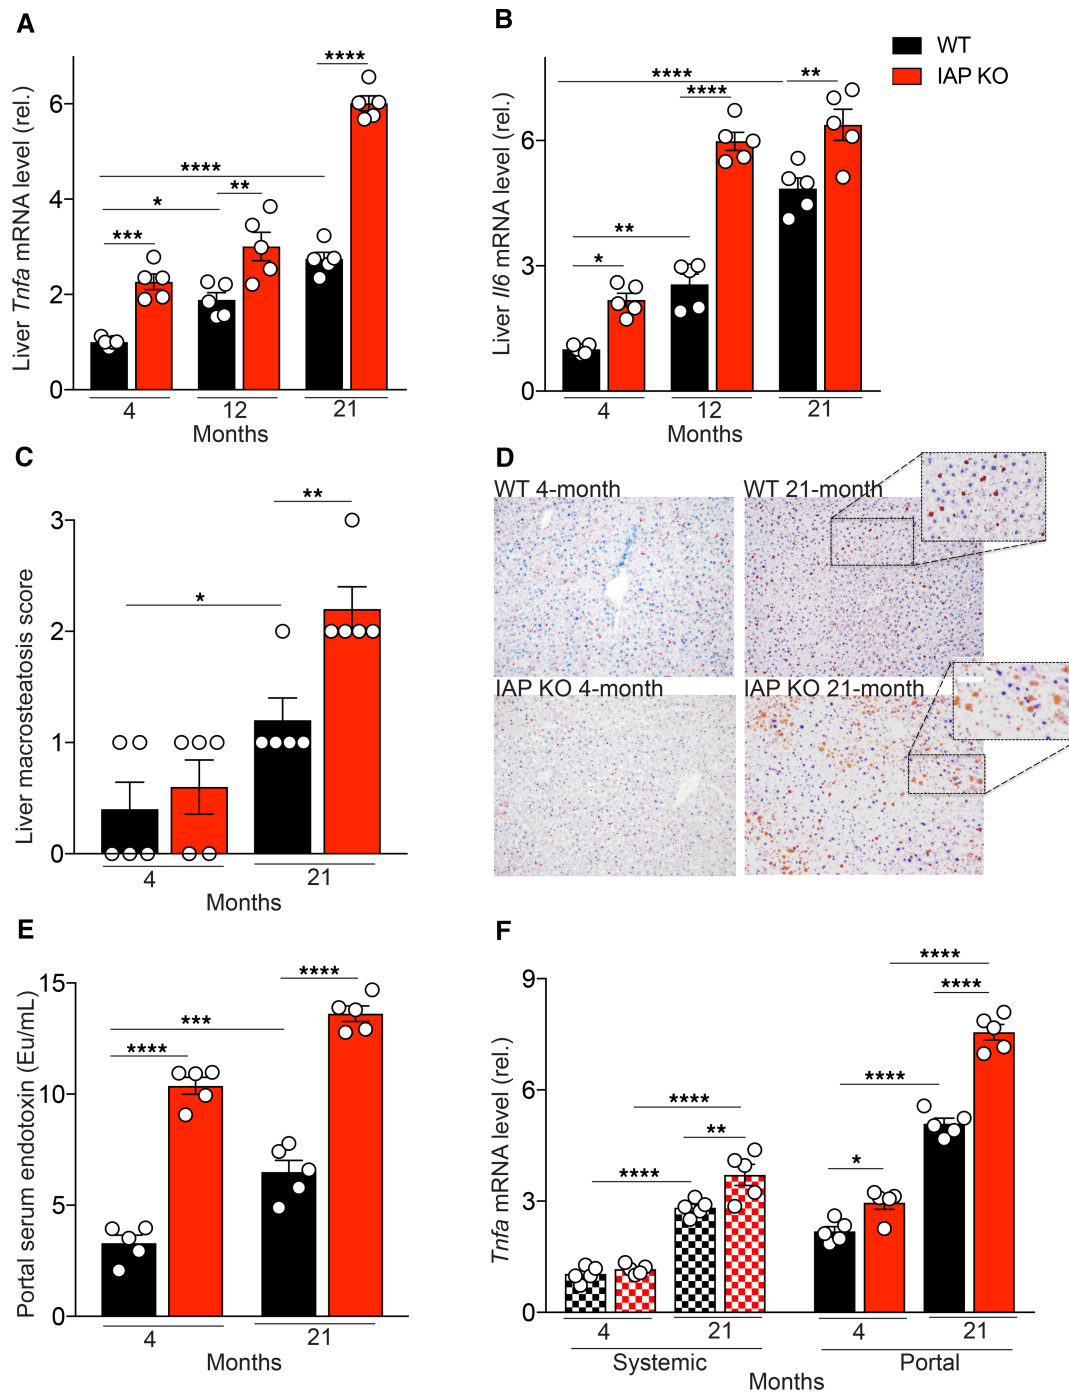 A
Liver Tnfa mRNA level (rel.)
6
4
2
0
****
****
**
*
***
4
12
21
Months
B
Liver Il6 mRNA level (rel.)
6
3
0
****
**
****
**
*
4
12
21
Months
WT
IAP KO
C
Liver macrosteatosis score
3
2
1
0
**
*
4
21
Months
D
WT 4-month
WT 21-month
IAP KO 4-month
IAP KO 21-month
E
Portal serum endotoxin (Eu/mL)
15
10
5
0
****
***
****
4
21
Months
F
Tnfa mRNA level (rel.)
9
6
3
0
****
****
****
****
**
****
*
4
21
4
21
Systemic
Portal
Months